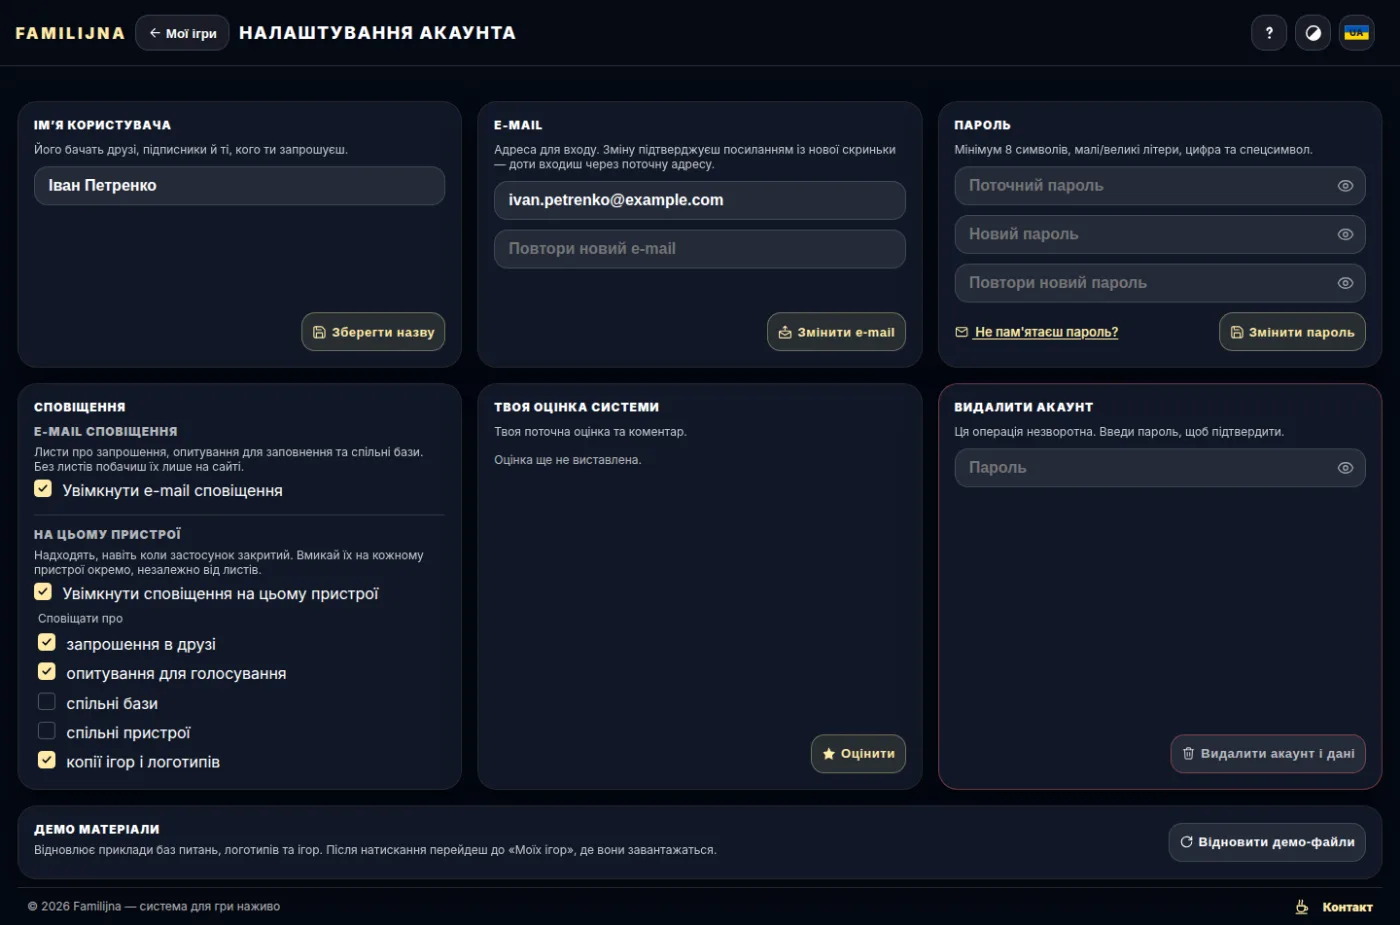 FAMILIJNA
← Мої ігри
НАЛАШТУВАННЯ АКАУНТА
?
UA
ІМ’Я КОРИСТУВАЧА
Його бачать друзі, підписники й ті, кого ти запрошуєш.
Іван Петренко
Зберегти назву
E-MAIL
Адреса для входу. Зміну підтверджуєш посиланням із нової скриньки
— доти входиш через поточну адресу.
ivan.petrenko@example.com
Повтори новий e-mail
Змінити e-mail
ПАРОЛЬ
Мінімум 8 символів, малі/великі літери, цифра та спецсимвол.
Поточний пароль
Новий пароль
Повтори новий пароль
Не пам'ятаєш пароль?
Змінити пароль
СПОВІЩЕННЯ
E-MAIL СПОВІЩЕННЯ
Листи про запрошення, опитування для заповнення та спільні бази.
Без листів побачиш їх лише на сайті.
Увімкнути e-mail сповіщення
НА ЦЬОМУ ПРИСТРОЇ
Надходять, навіть коли застосунок закритий. Вмикай їх на кожному
пристрої окремо, незалежно від листів.
Увімкнути сповіщення на цьому пристрої
Сповіщати про
запрошення в друзі
опитування для голосування
спільні бази
спільні пристрої
копії ігор і логотипів
ТВОЯ ОЦІНКА СИСТЕМИ
Твоя поточна оцінка та коментар.
Оцінка ще не виставлена.
Оцінити
ВИДАЛИТИ АКАУНТ
Ця операція незворотна. Введи пароль, щоб підтвердити.
Пароль
Видалити акаунт і дані
ДЕМО МАТЕРІАЛИ
Відновлює приклади баз питань, логотипів та ігор. Після натискання перейдеш до «Моїх ігор», де вони завантажаться.
Відновити демо-файли
© 2026 Familijna — система для гри наживо
Контакт